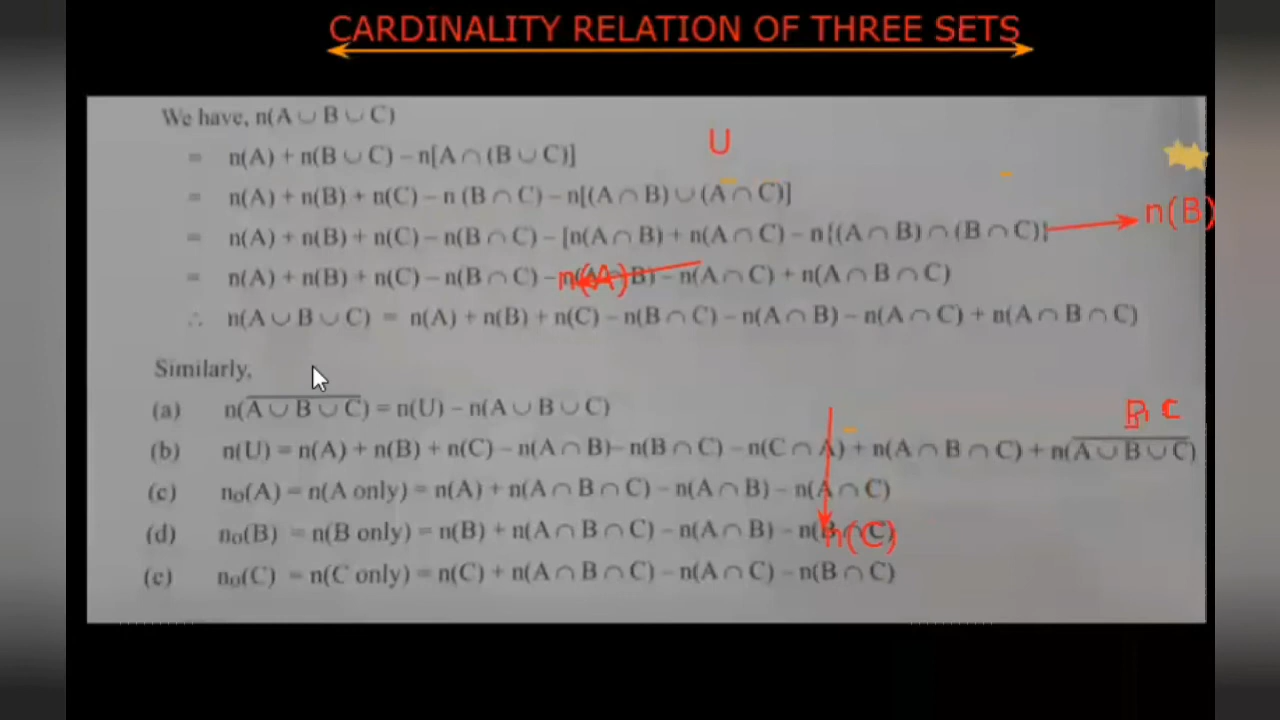 CARDINALITY RELATION OF THREE SETS
We have, n(A ∪ B ∪ C)
= n(A) + n(B ∪ C) – n[A ∩ (B ∪ C)]
U
= n(A) + n(B) + n(C) – n (B ∩ C) – n[(A ∩ B) ∪ (A ∩ C)]
= n(A) + n(B) + n(C) – n(B ∩ C) – [n(A ∩ B) + n(A ∩ C) – n{(A ∩ B) ∩ (B ∩ C)}
n(B)
= n(A) + n(B) + n(C) – n(B ∩ C) – n(A ∩ B) – n(A ∩ C) + n(A ∩ B ∩ C)
n(A)
∴ n(A ∪ B ∪ C) = n(A) + n(B) + n(C) – n(B ∩ C) – n(A ∩ B) – n(A ∩ C) + n(A ∩ B ∩ C)
Similarly,
(a) n(A̅ ∪̅ B̅ ∪̅ C̅) = n(U) – n(A ∪ B ∪ C)
C
(b) n(U) = n(A) + n(B) + n(C) – n(A ∩ B) – n(B ∩ C) – n(C ∩ A) + n(A ∩ B ∩ C) + n(A̅ ∪̅ B̅ ∪̅ C̅)
(c) n₀(A) = n(A only) = n(A) + n(A ∩ B ∩ C) – n(A ∩ B) – n(A ∩ C)
(d) n₀(B) = n(B only) = n(B) + n(A ∩ B ∩ C) – n(A ∩ B) – n(B ∩ C)
n(C)
(e) n₀(C) = n(C only) = n(C) + n(A ∩ B ∩ C) – n(A ∩ C) – n(B ∩ C)